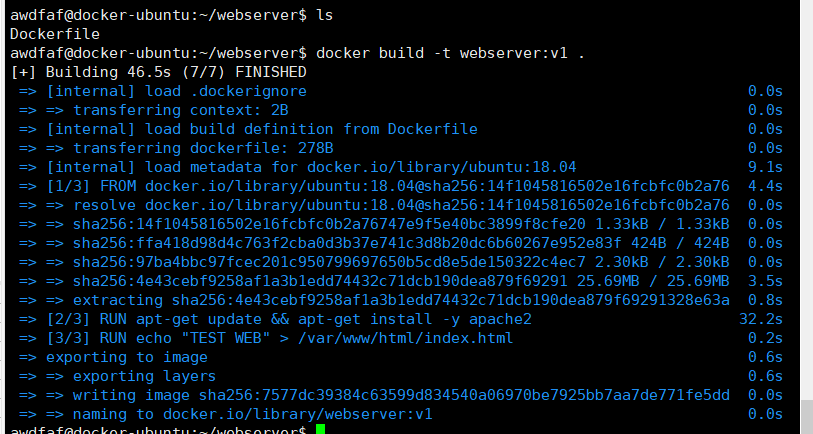 awdfaf@docker-ubuntu:~/webserver$ ls
Dockerfile
awdfaf@docker-ubuntu:~/webserver$ docker build -t webserver:v1 .
[+] Building 46.5s (7/7) FINISHED
=> [internal] load .dockerignore 0.0s
=> => transferring context: 2B 0.0s
=> [internal] load build definition from Dockerfile 0.0s
=> => transferring dockerfile: 278B 0.0s
=> [internal] load metadata for docker.io/library/ubuntu:18.04 9.1s
=> [1/3] FROM docker.io/library/ubuntu:18.04@sha256:14f1045816502e16fcbfc0b2a76 4.4s
=> => resolve docker.io/library/ubuntu:18.04@sha256:14f1045816502e16fcbfc0b2a76 0.0s
=> => sha256:14f1045816502e16fcbfc0b2a76747e9f5e40bc3899f8cfe20 1.33kB / 1.33kB 0.0s
=> => sha256:ffa418d98d4c763f2cba0d3b37e741c3d8b20dc6b60267e952e83f 424B / 424B 0.0s
=> => sha256:97ba4bbc97fcec201c950799697650b5cd8e5de150322c4ec7 2.30kB / 2.30kB 0.0s
=> => sha256:4e43cebf9258af1a3b1edd74432c71dcb190dea879f69291 25.69MB / 25.69MB 3.5s
=> => extracting sha256:4e43cebf9258af1a3b1edd74432c71dcb190dea879f69291328e63a 0.8s
=> [2/3] RUN apt-get update && apt-get install -y apache2 32.2s
=> [3/3] RUN echo "TEST WEB" > /var/www/html/index.html 0.2s
=> exporting to image 0.6s
=> => exporting layers 0.6s
=> => writing image sha256:7577dc39384c63599d834540a06970be7925bb7aa7de771fe5dd 0.0s
=> => naming to docker.io/library/webserver:v1 0.0s
awdfaf@docker-ubuntu:~/webserver$